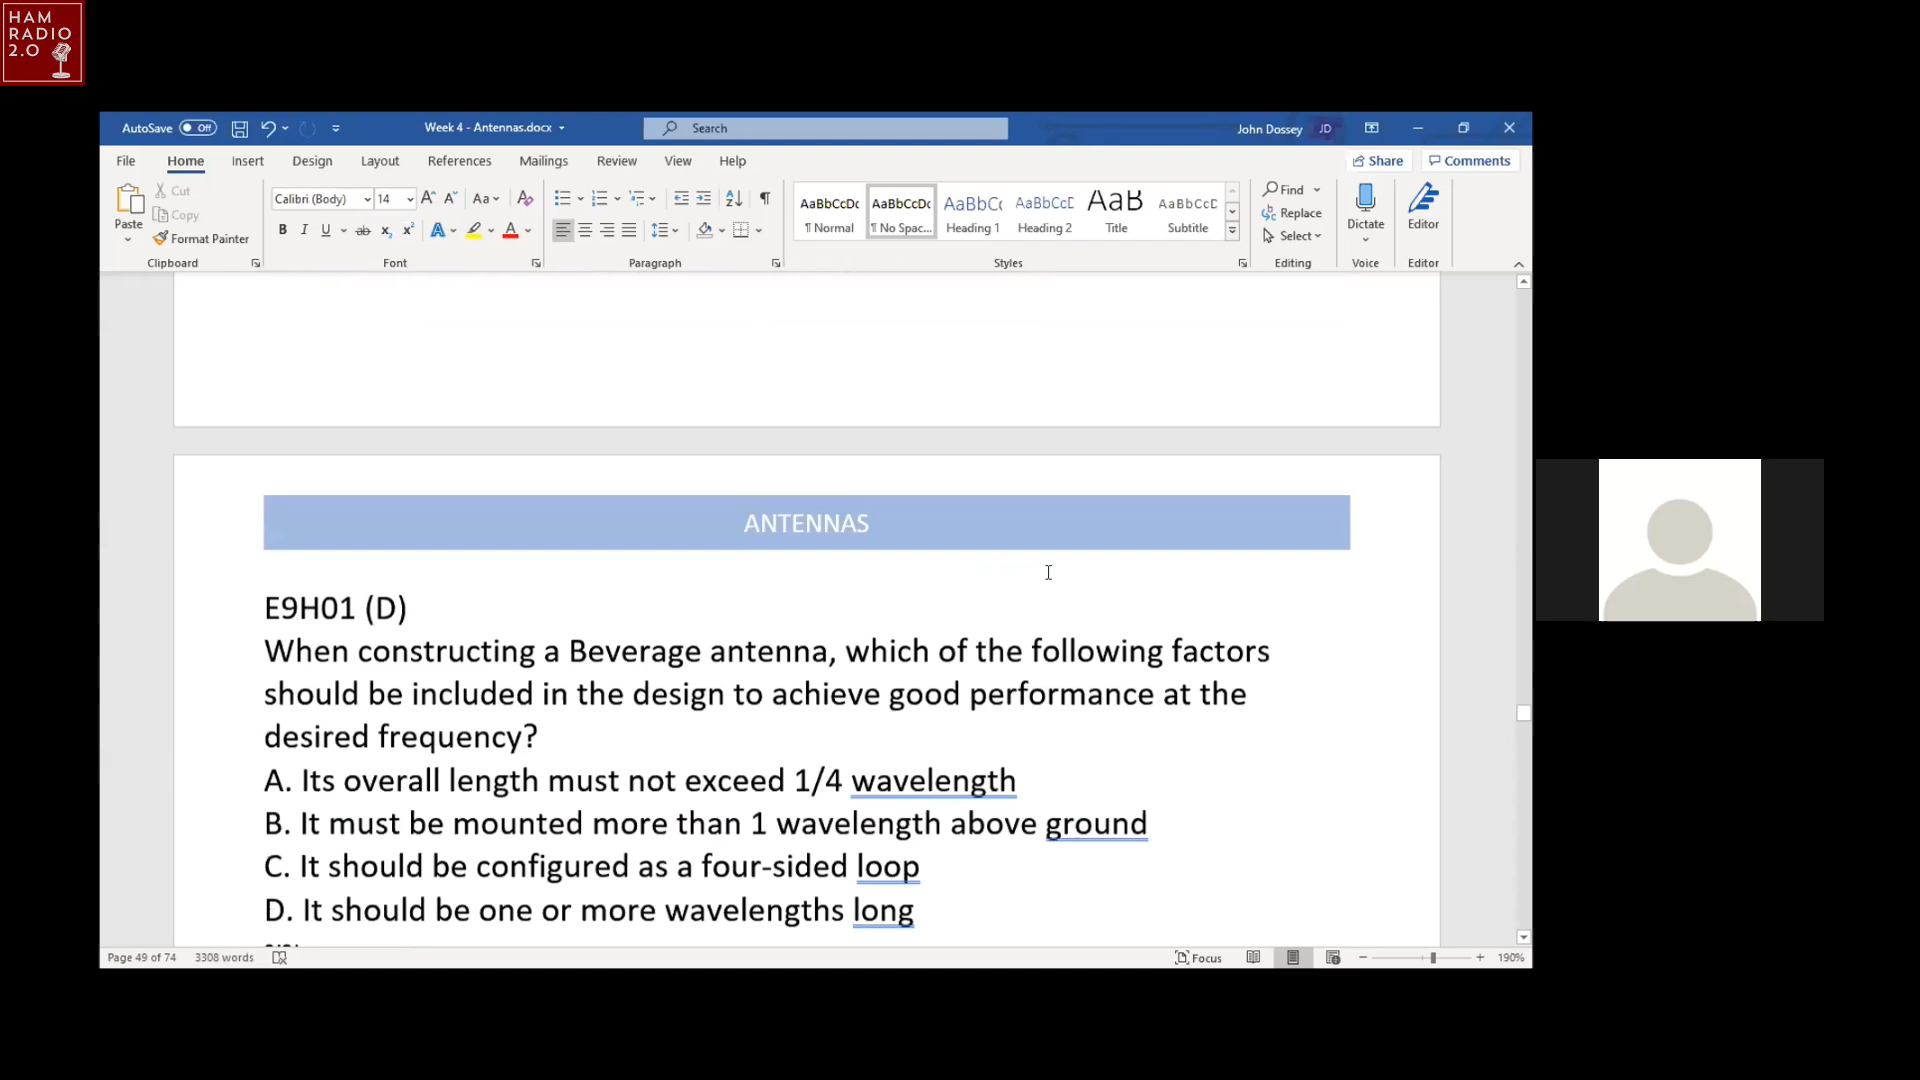 HAM
RADIO
2.0
AutoSave Off
Week 4 - Antennas.docx
Search
John Dossey JD
File Home Insert Design Layout References Mailings Review View Help Share Comments
Paste
Cut
Copy
Format Painter
Clipboard
Calibri (Body) 14
Font
Paragraph
AaBbCcDc AaBbCcDc AaBbCc AaBbCcE AaB AaBbCcD
¶ Normal ¶ No Spac... Heading 1 Heading 2 Title Subtitle
Styles
Find
Replace
Select
Editing
Dictate
Voice
Editor
Editor
ANTENNAS
E9H01 (D)
When constructing a Beverage antenna, which of the following factors
should be included in the design to achieve good performance at the
desired frequency?
A. Its overall length must not exceed 1/4 wavelength
B. It must be mounted more than 1 wavelength above ground
C. It should be configured as a four-sided loop
D. It should be one or more wavelengths long
Page 49 of 74 3308 words Focus 190%